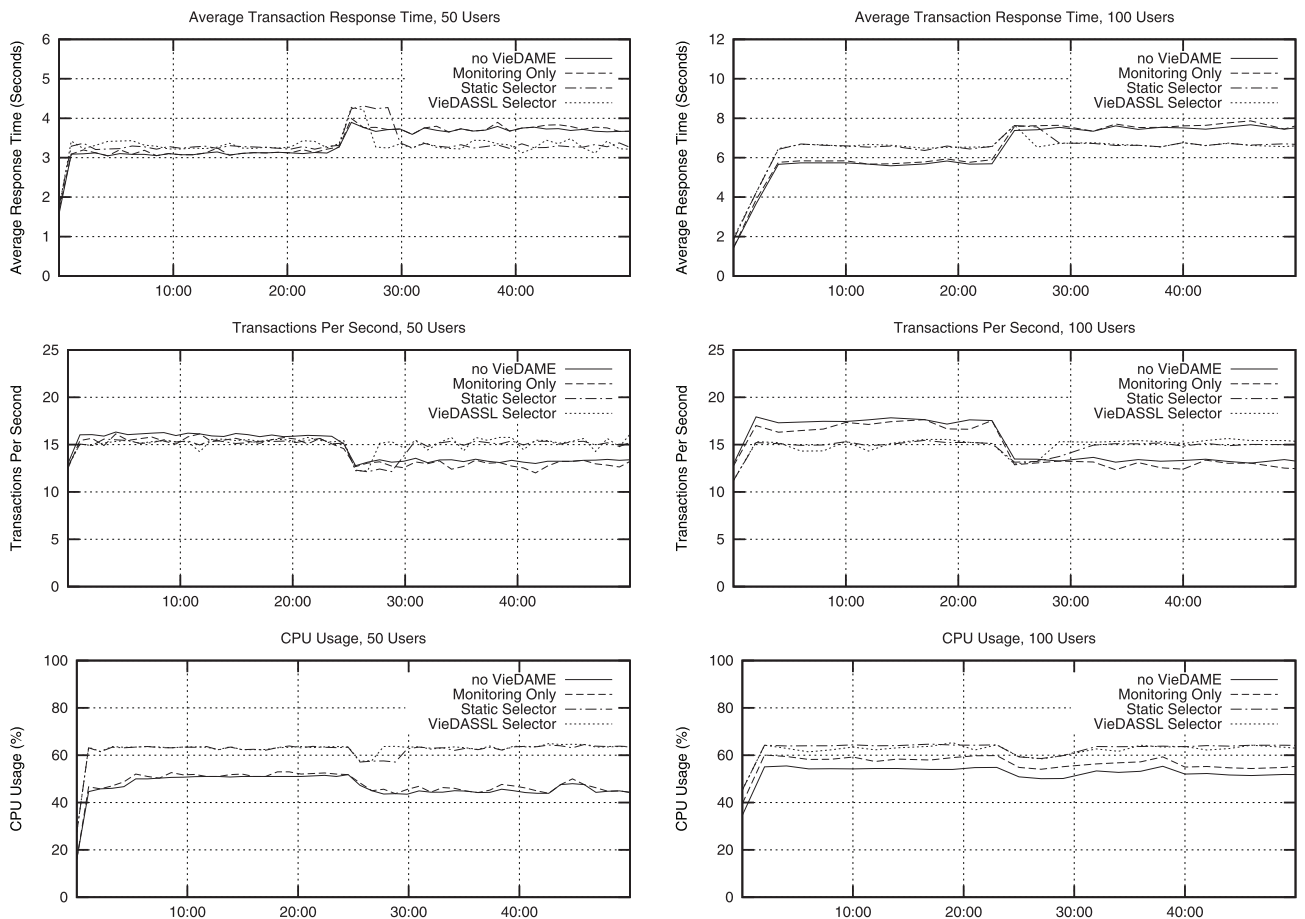 Average Transaction Response Time, 50 Users
Average Response Time (Seconds)
6
5
4
3
2
1
0
no VieDAME
Monitoring Only
Static Selector
VieDASSL Selector
10:00
20:00
30:00
40:00
Average Transaction Response Time, 100 Users
Average Response Time (Seconds)
12
10
8
6
4
2
0
no VieDAME
Monitoring Only
Static Selector
VieDASSL Selector
10:00
20:00
30:00
40:00
Transactions Per Second, 50 Users
Transactions Per Second
25
20
15
10
5
0
no VieDAME
Monitoring Only
Static Selector
VieDASSL Selector
10:00
20:00
30:00
40:00
Transactions Per Second, 100 Users
Transactions Per Second
25
20
15
10
5
0
no VieDAME
Monitoring Only
Static Selector
VieDASSL Selector
10:00
20:00
30:00
40:00
CPU Usage, 50 Users
CPU Usage (%)
100
80
60
40
20
0
no VieDAME
Monitoring Only
Static Selector
VieDASSL Selector
10:00
20:00
30:00
40:00
CPU Usage, 100 Users
CPU Usage (%)
100
80
60
40
20
0
no VieDAME
Monitoring Only
Static Selector
VieDASSL Selector
10:00
20:00
30:00
40:00